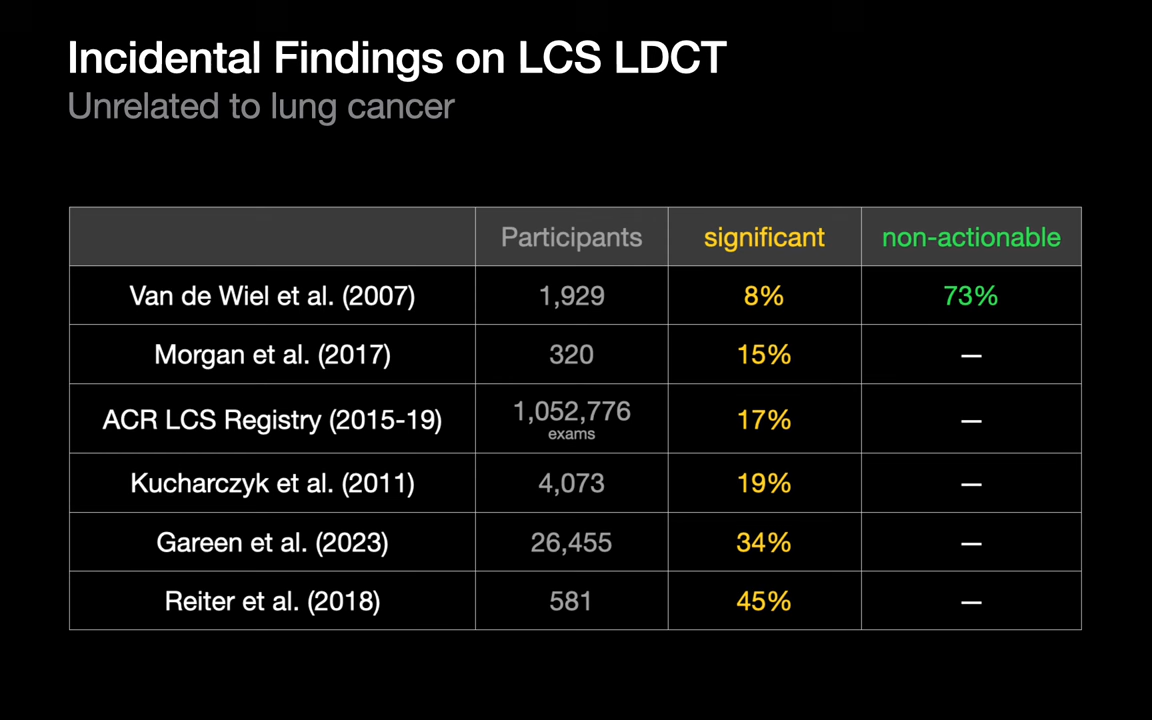 Incidental Findings on LCS LDCT
Unrelated to lung cancer
Participants significant non-actionable
Van de Wiel et al. (2007) 1,929 8% 73%
Morgan et al. (2017) 320 15% —
ACR LCS Registry (2015-19) 1,052,776 exams 17% —
Kucharczyk et al. (2011) 4,073 19% —
Gareen et al. (2023) 26,455 34% —
Reiter et al. (2018) 581 45% —